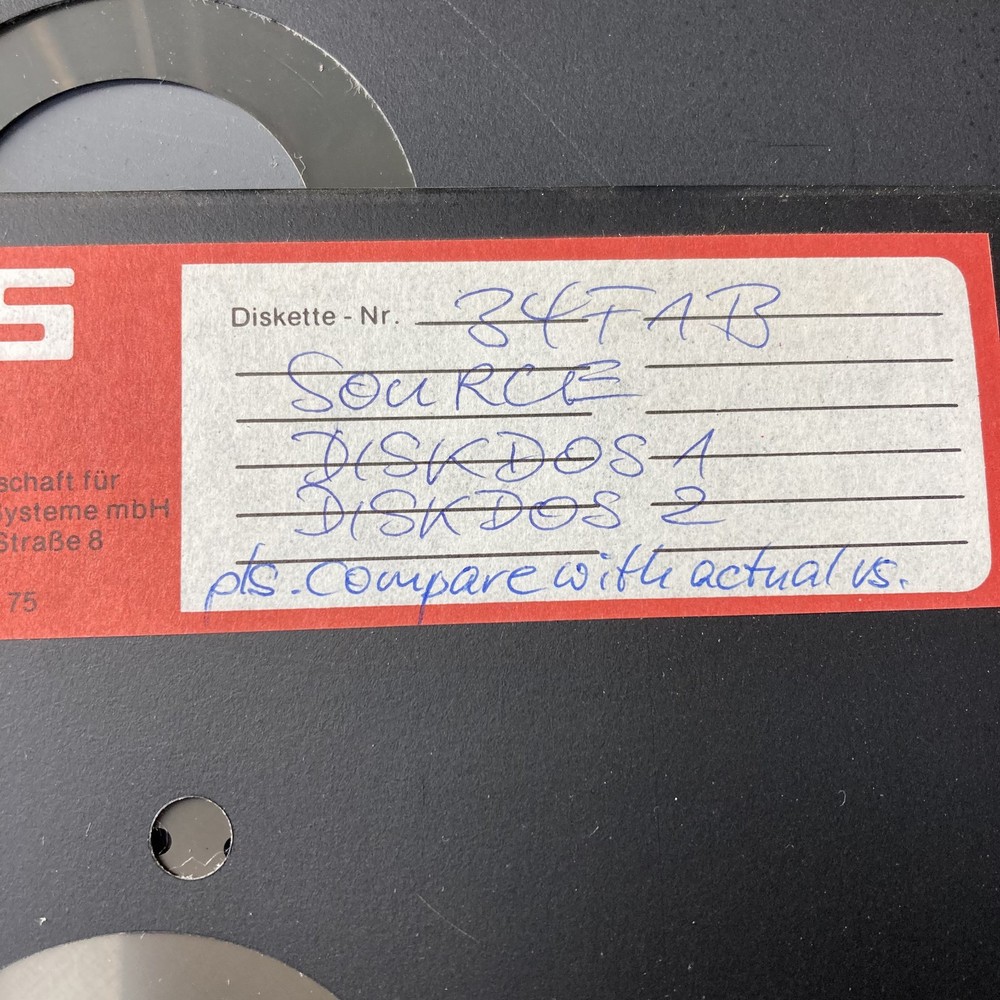 S
Diskette - Nr. 34FAB
SOURCE
DISKDOS 1
DISKDOS 2
pls. compare with actual vs.
schaft für
Systeme mbH
Straße 8
75